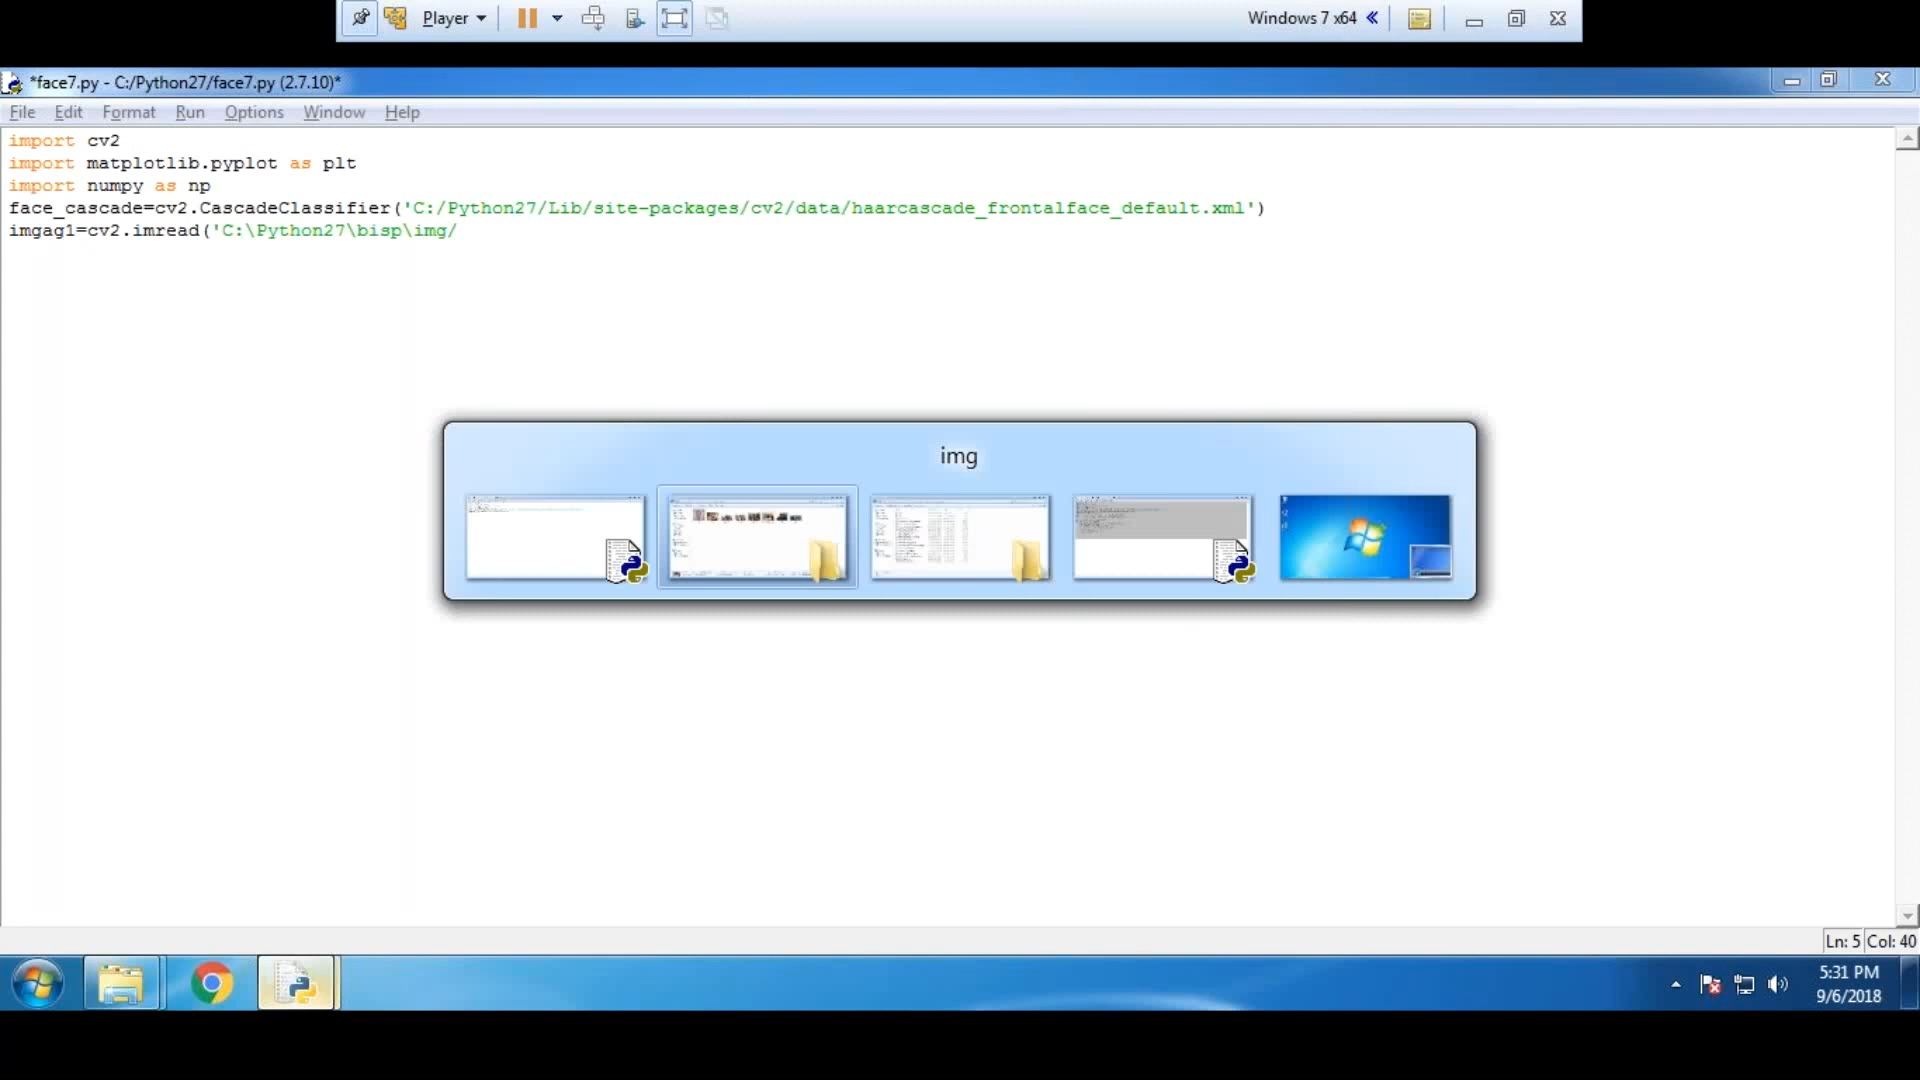 Player
Windows 7 x64
*face7.py - C:/Python27/face7.py (2.7.10)*
File Edit Format Run Options Window Help
import cv2
import matplotlib.pyplot as plt
import numpy as np
face_cascade=cv2.CascadeClassifier('C:/Python27/Lib/site-packages/cv2/data/haarcascade_frontalface_default.xml')
imgag1=cv2.imread('C:\Python27\bisp\img/
img
Ln: 5 Col: 40
5:31 PM
9/6/2018